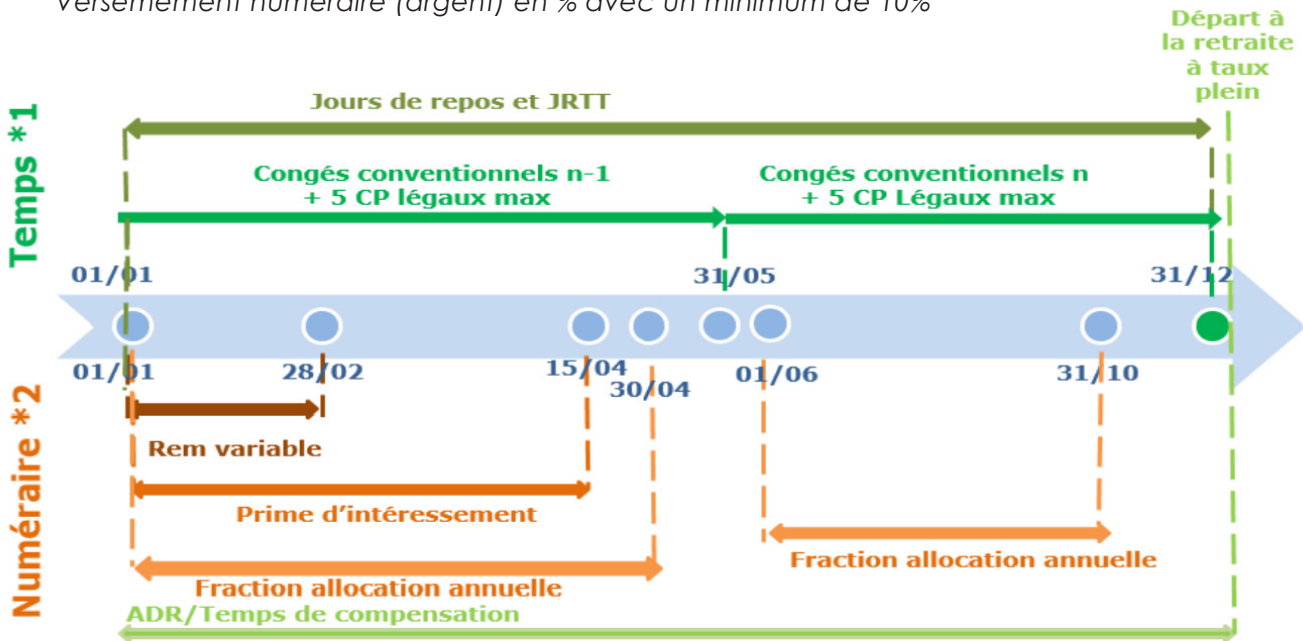 Versemement numéraire (argent) en % avec un minimum de 10%
Départ à
la retraite
à taux
plein
Temps *1
Jours de repos et JRTT
Congés conventionnels n-1
+ 5 CP légaux max
Congés conventionnels n
+ 5 CP Légaux max
01/01
31/05
31/12
01/01
28/02
15/04
30/04
01/06
31/10
Numéraire *2
Rem variable
Prime d'intéressement
Fraction allocation annuelle
Fraction allocation annuelle
ADR/Temps de compensation